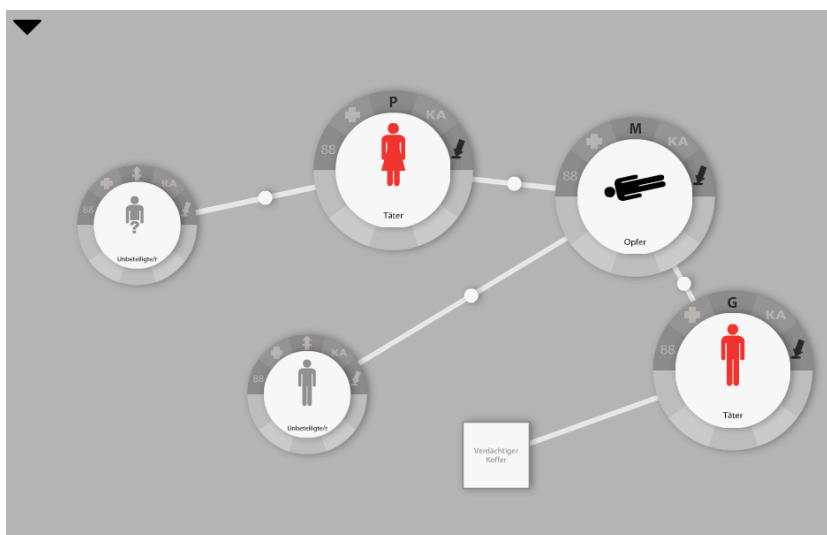 P
KA
88
Täter
M
KA
88
Opfer
KA
88
?
Unbeteiligte/r
G
KA
88
Täter
KA
88
Unbeteiligte/r
Verdächtiger
Koffer